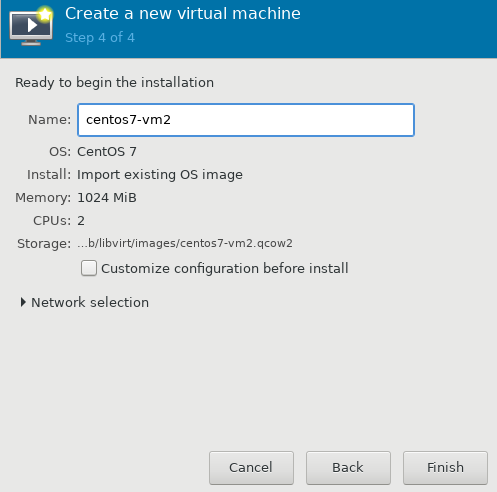 Create a new virtual machine
Step 4 of 4
Ready to begin the installation
Name: centos7-vm2
OS: CentOS 7
Install: Import existing OS image
Memory: 1024 MiB
CPUs: 2
Storage: ...b/libvirt/images/centos7-vm2.qcow2
Customize configuration before install
Network selection
Cancel Back Finish